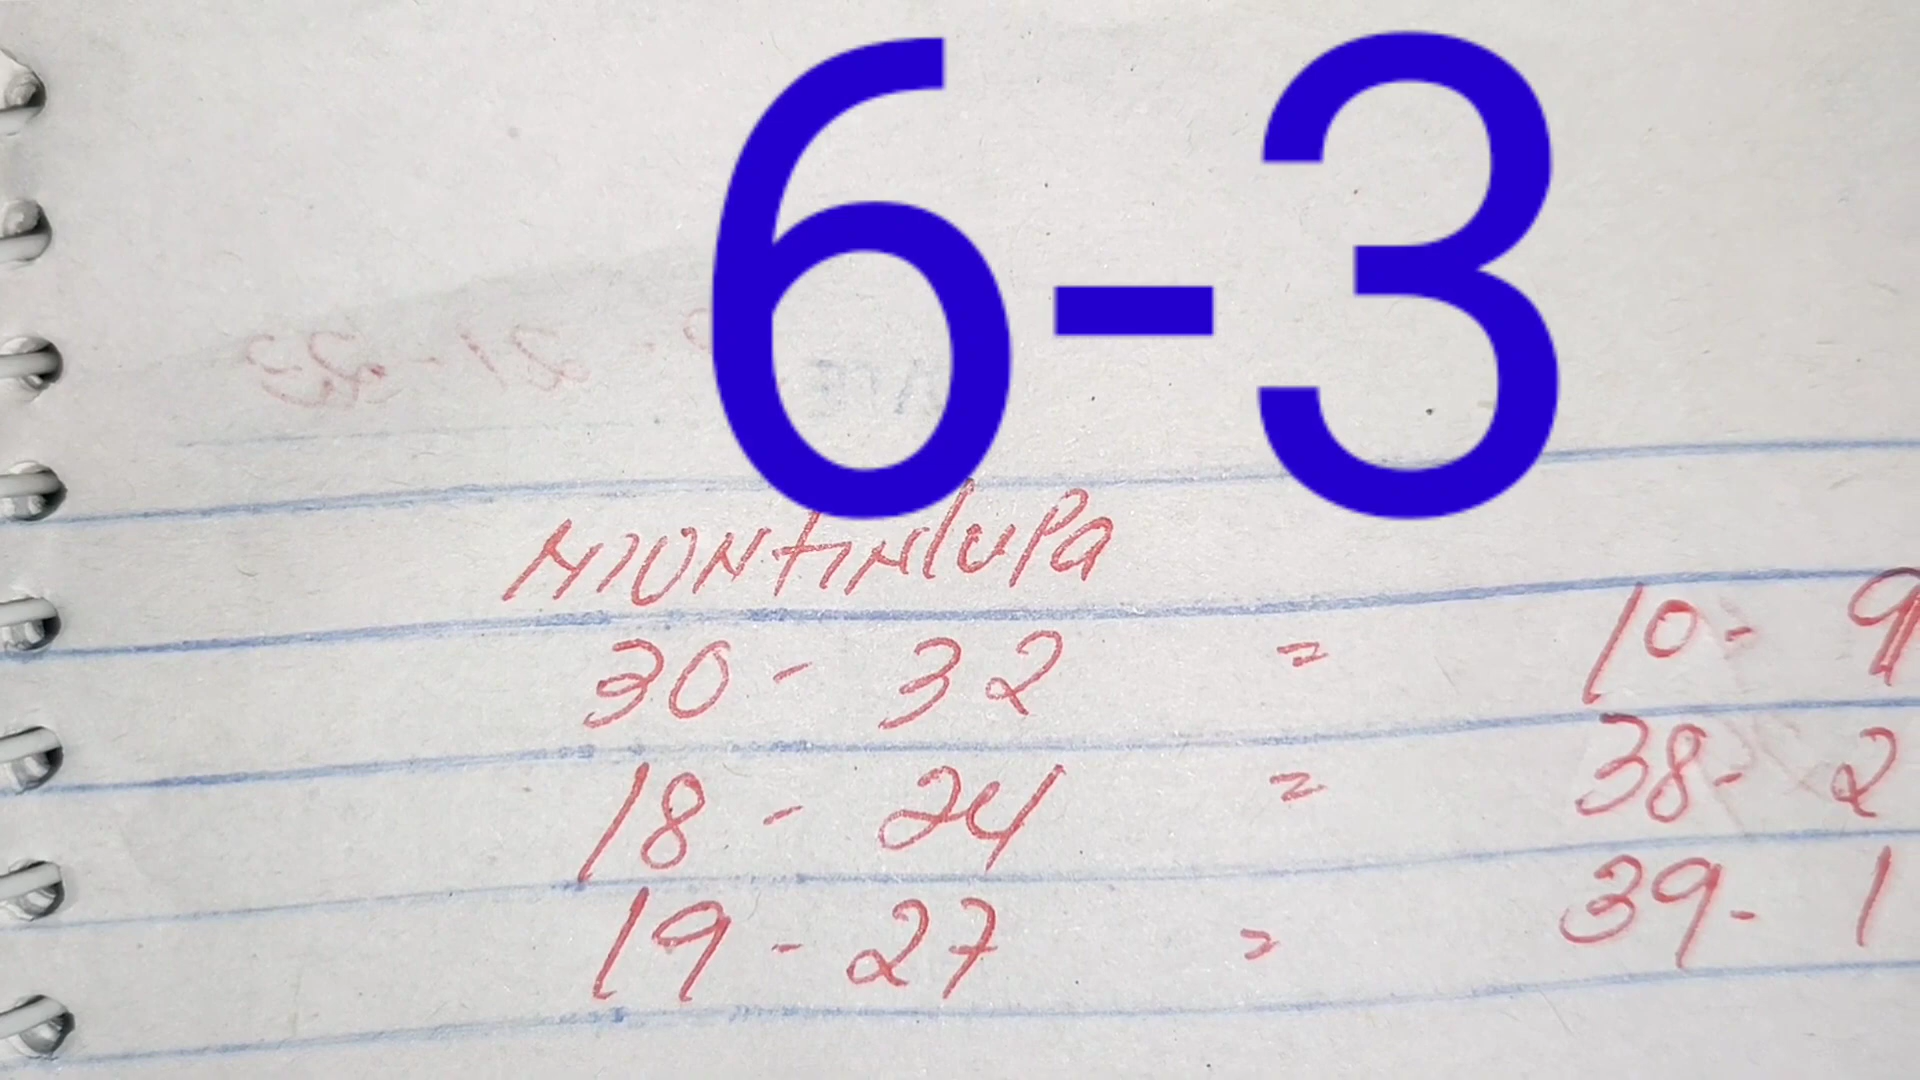 6-3
MUNtINlUPa
30 - 32 = 10 - 9
18 - 24 = 38 - 2
19 - 27 = 39 - 1